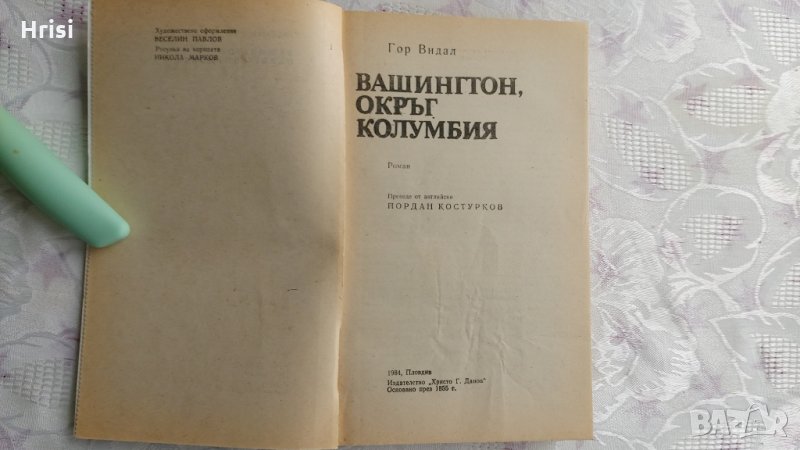 Hrisi
Художествено оформление
ВЕСЕЛИН ПАВЛОВ
Рисунка на корицата
НИКОЛА МАРКОВ
Гор Видал
ВАШИНГТОН,
ОКРЪГ
КОЛУМБИЯ
Роман
Преведе от английски
ЙОРДАН КОСТУРКОВ
1984, Пловдив
Издателство „Христо Г. Данов"
Основано през 1855 г.
BAZAR